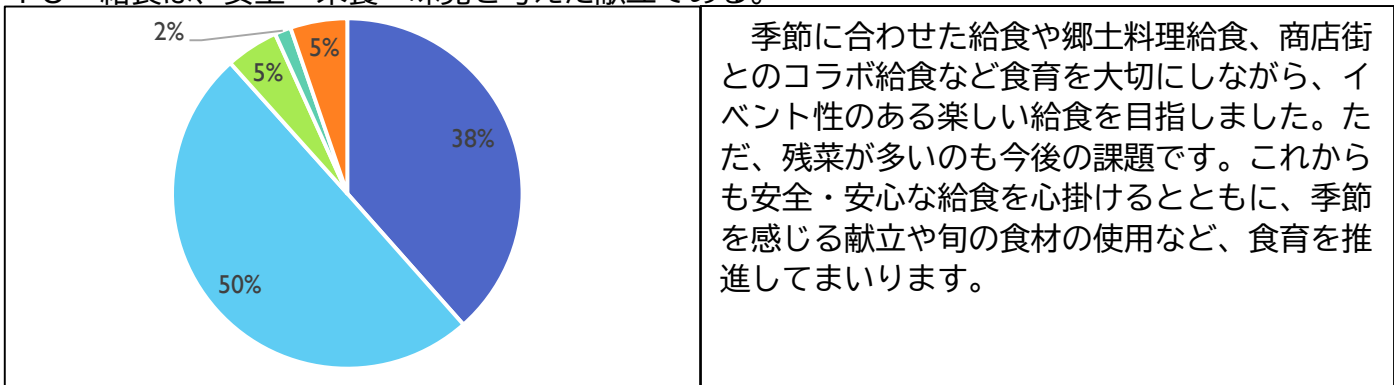 2%
5%
5%
38%
50%
季節に合わせた給食や郷土料理給食、商店街
とのコラボ給食など食育を大切にしながら、イ
ベント性のある楽しい給食を目指しました。た
だ、残菜が多いのも今後の課題です。これから
も安全・安心な給食を心掛けるとともに、季節
を感じる献立や旬の食材の使用など、食育を推
進してまいります。